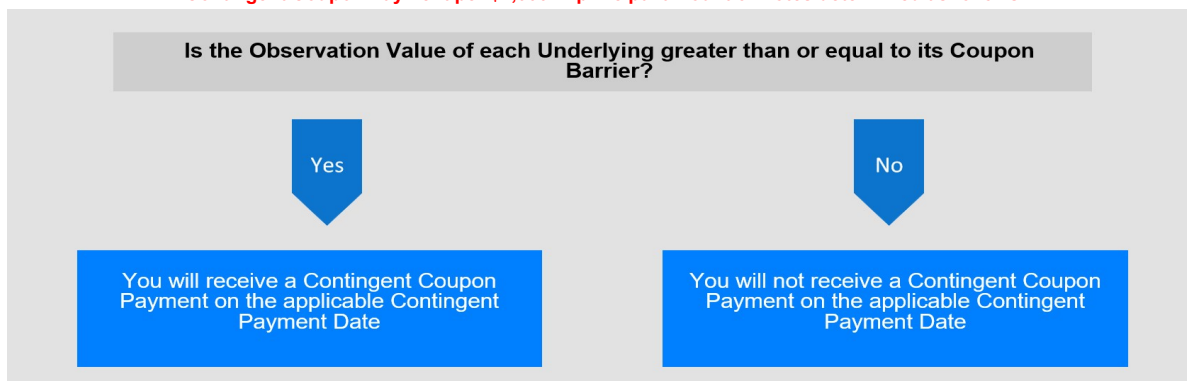 Is the Observation Value of each Underlying greater than or equal to its Coupon
Barrier?
Yes
No
You will receive a Contingent Coupon
Payment on the applicable Contingent
Payment Date
You will not receive a Contingent Coupon
Payment on the applicable Contingent
Payment Date